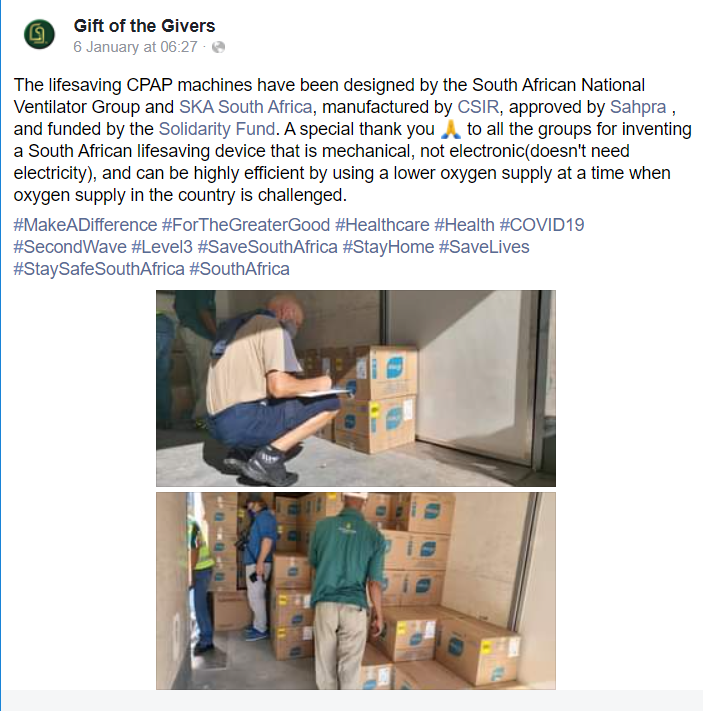 Gift of the Givers
6 January at 06:27 ·
The lifesaving CPAP machines have been designed by the South African National
Ventilator Group and SKA South Africa, manufactured by CSIR, approved by Sahpra ,
and funded by the Solidarity Fund. A special thank you 🙏 to all the groups for inventing
a South African lifesaving device that is mechanical, not electronic(doesn't need
electricity), and can be highly efficient by using a lower oxygen supply at a time when
oxygen supply in the country is challenged.
#MakeADifference #ForTheGreaterGood #Healthcare #Health #COVID19
#SecondWave #Level3 #SaveSouthAfrica #StayHome #SaveLives
#StaySafeSouthAfrica #SouthAfrica